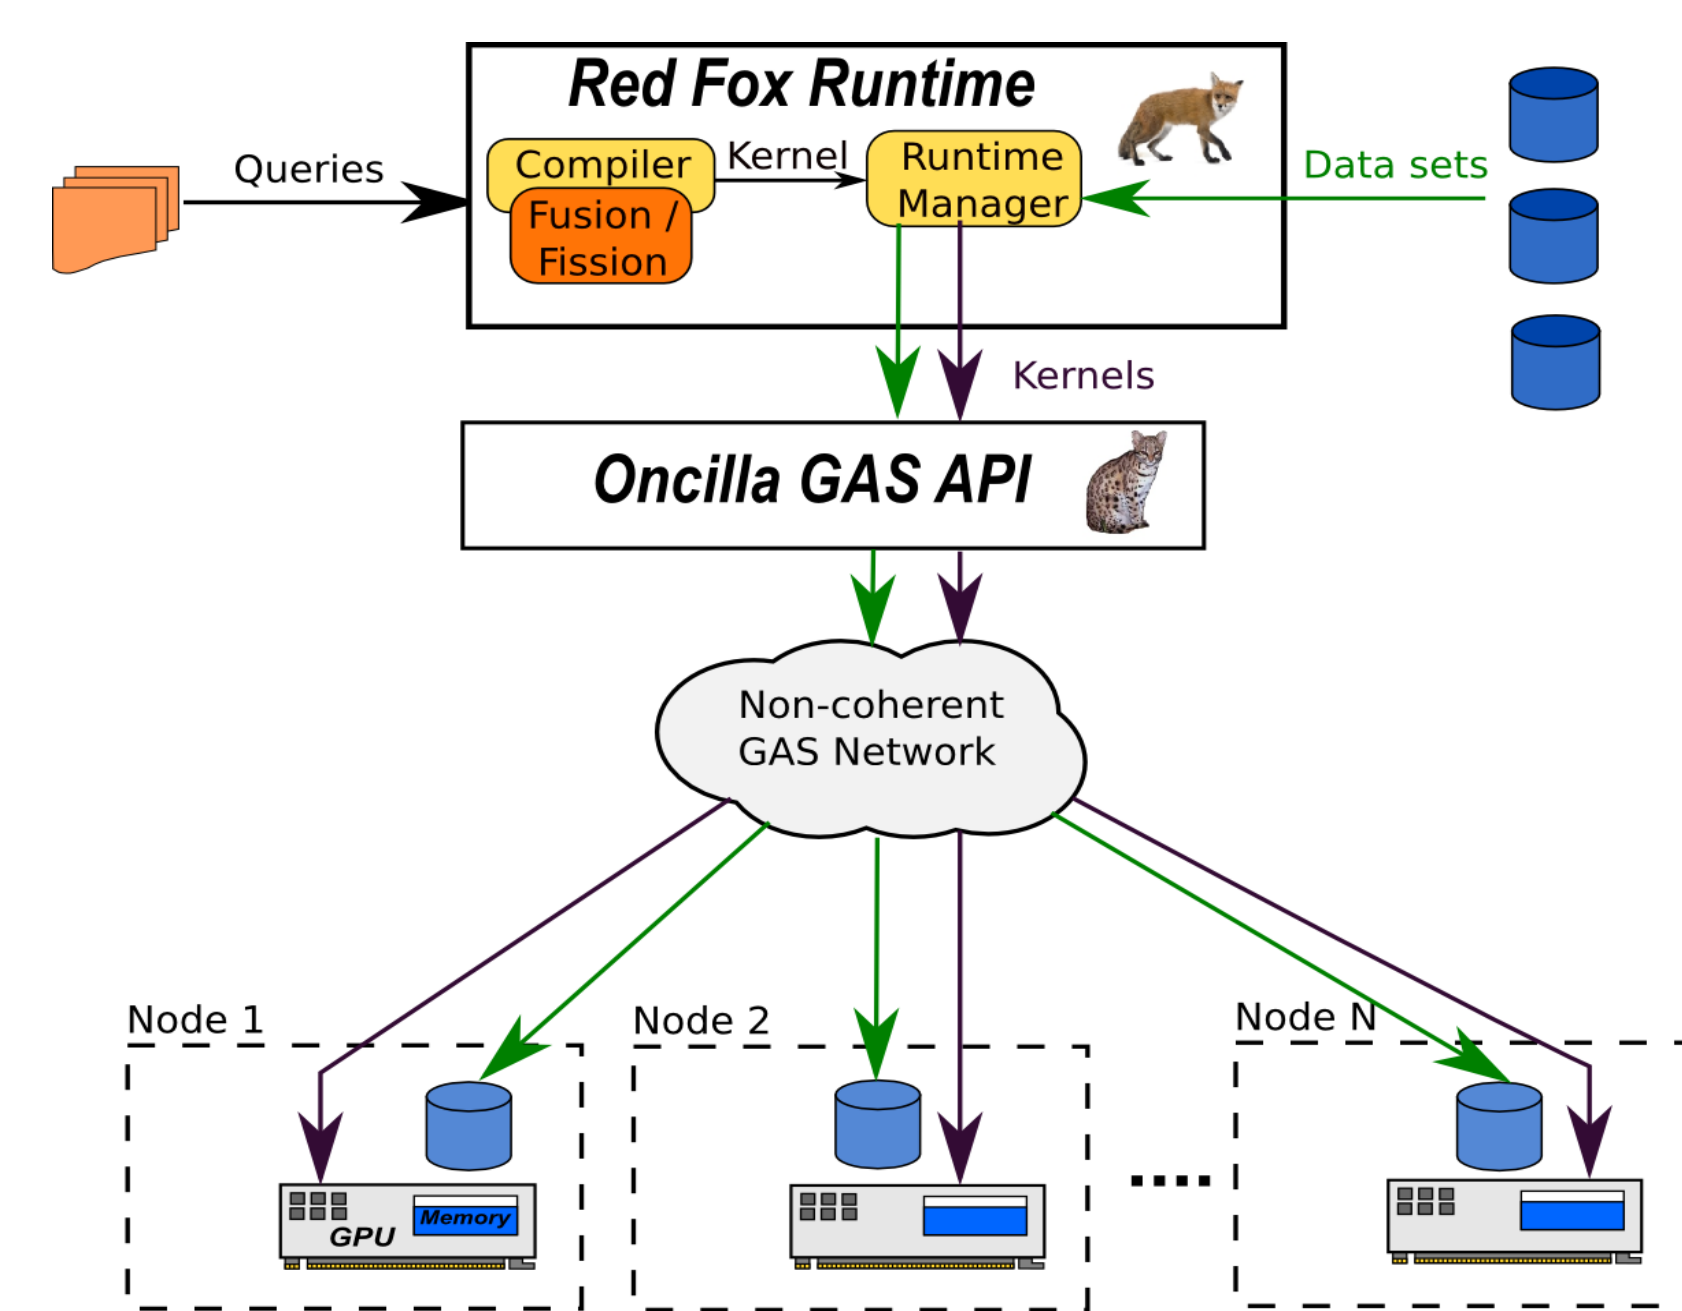 Red Fox Runtime
Queries
Compiler
Fusion /
Fission
Kernel
Runtime
Manager
Data sets
Kernels
Oncilla GAS API
Non-coherent
GAS Network
Node 1
Node 2
Node N
GPU
Memory